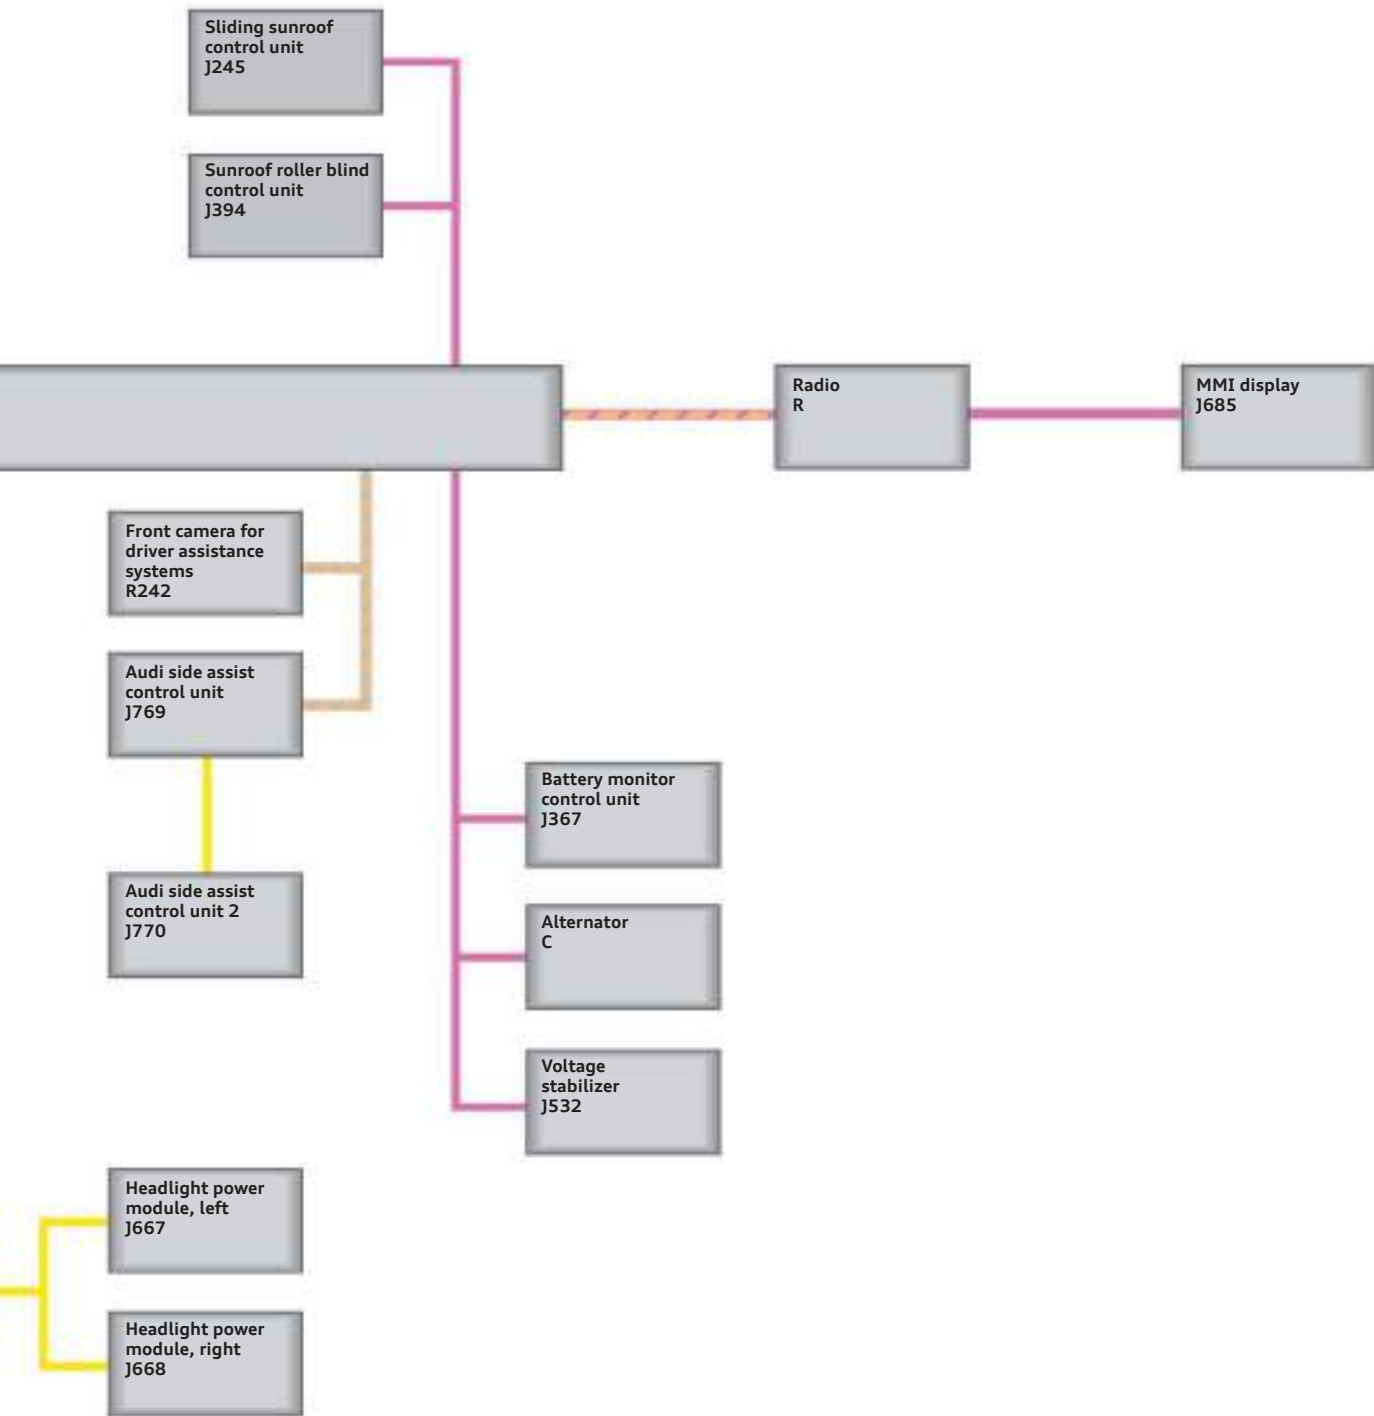 Sliding sunroof
control unit
J245
Sunroof roller blind
control unit
J394
Radio
R
MMI display
J685
Front camera for
driver assistance
systems
R242
Audi side assist
control unit
J769
Battery monitor
control unit
J367
Audi side assist
control unit 2
J770
Alternator
C
Voltage
stabilizer
J532
Headlight power
module, left
J667
Headlight power
module, right
J668